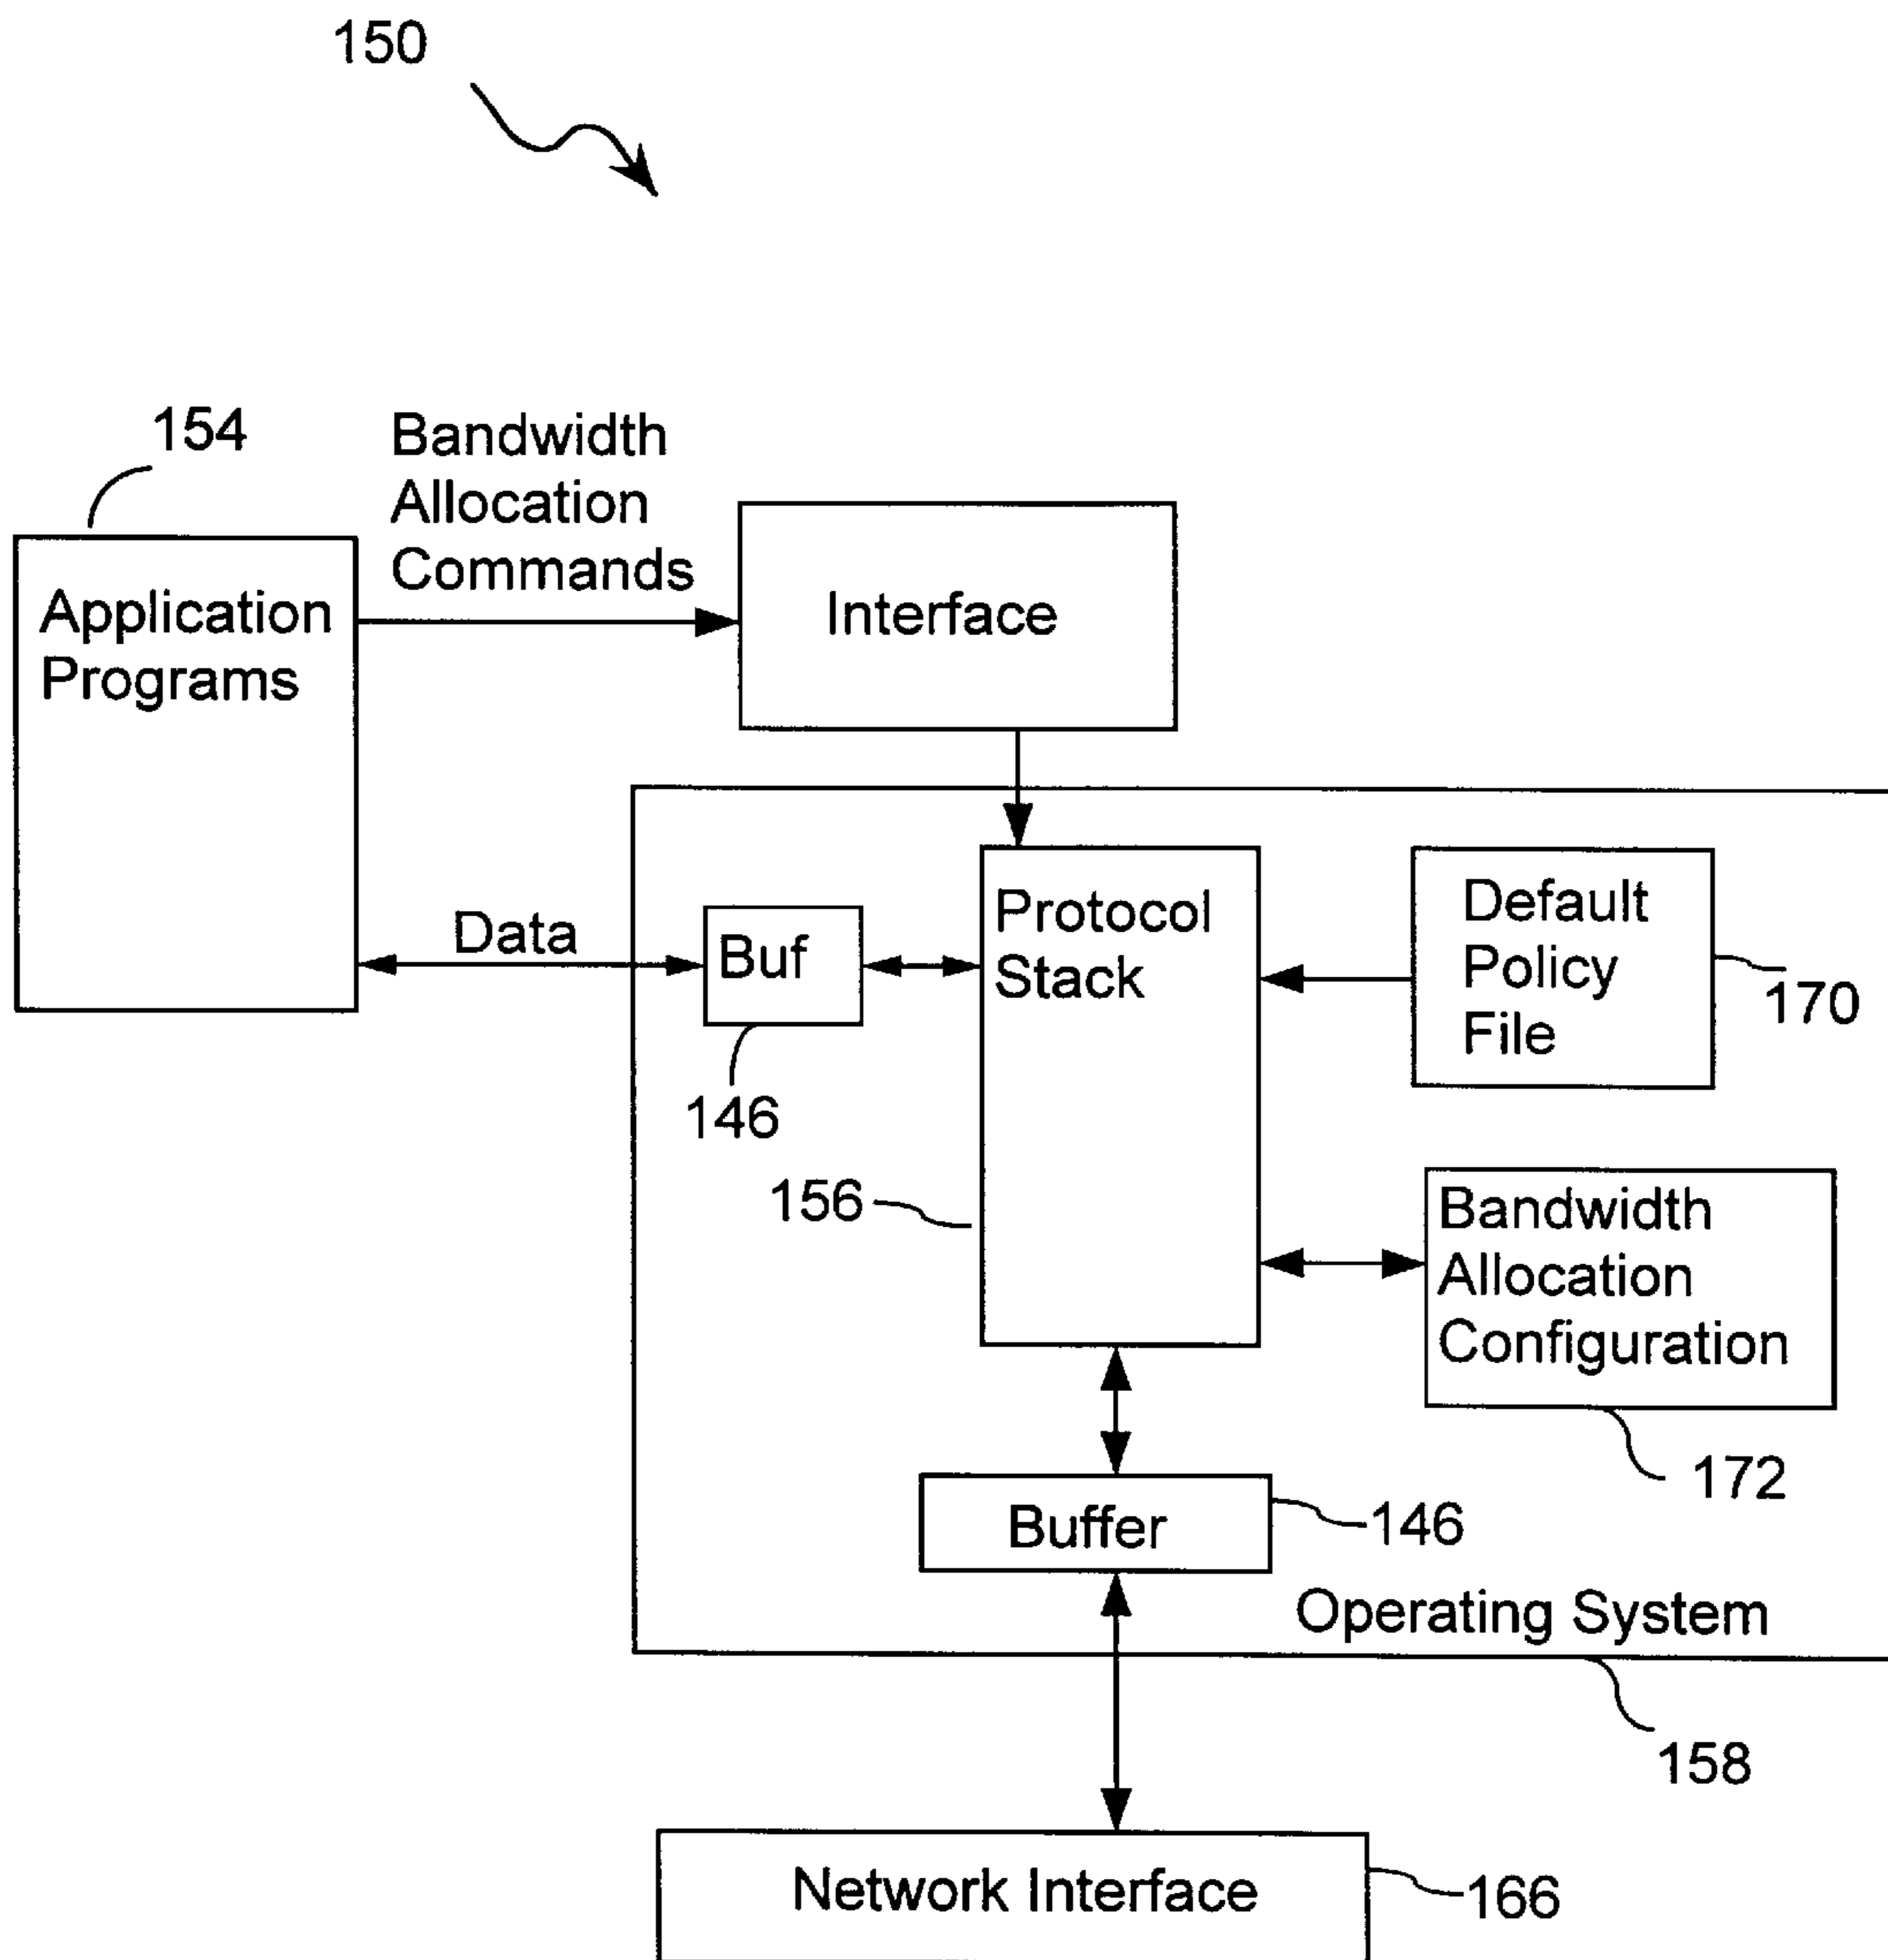 150
154
Bandwidth
Allocation
Commands
Application
Programs
Interface
Data
Buf
146
Protocol
Stack
156
Default
Policy
File
170
Bandwidth
Allocation
Configuration
172
Buffer
146
Operating System
158
Network Interface
166